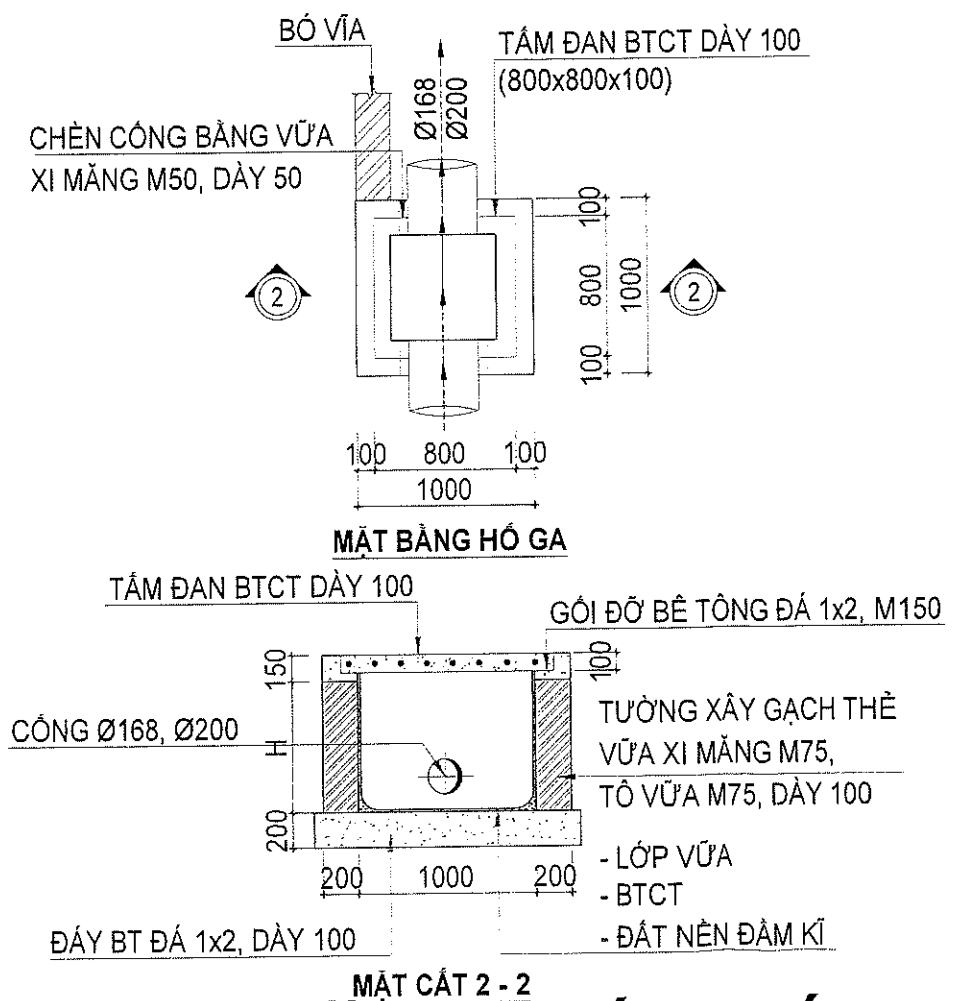 BÓ VĨA
TẤM ĐAN BTCT DÀY 100
(800x800x100)
Ø168
Ø200
CHÈN CỐNG BẰNG VỮA
XI MĂNG M50, DÀY 50
2
2
100
800
100
1000
100 800 100
1000
MẶT BẰNG HỐ GA
TẤM ĐAN BTCT DÀY 100
GỐI ĐỠ BÊ TÔNG ĐÁ 1x2, M150
150
100
H
200
CỐNG Ø168, Ø200
TƯỜNG XÂY GẠCH THẺ
VỮA XI MĂNG M75,
TÔ VỮA M75, DÀY 100
200 1000 200
- LỚP VỮA
- BTCT
- ĐẤT NỀN ĐẦM KĨ
ĐÁY BT ĐÁ 1x2, DÀY 100
MẶT CẮT 2 - 2